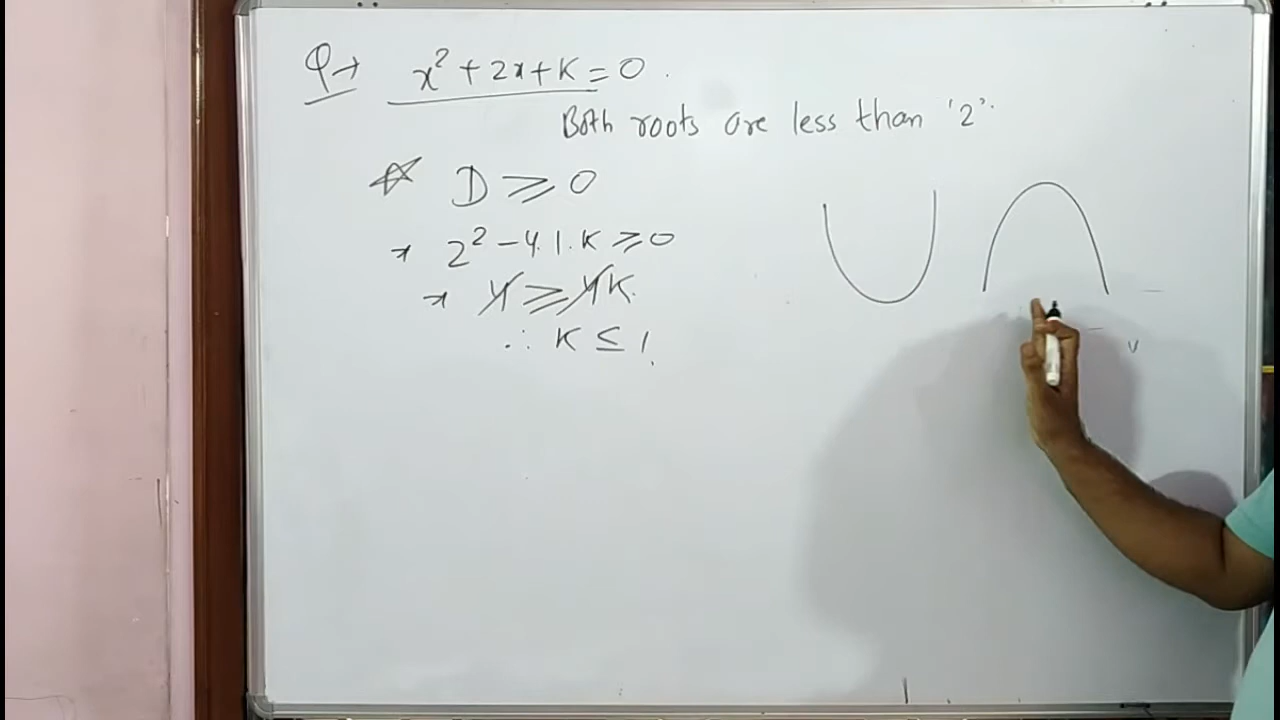 Q→ x² + 2x + K = 0.
Both roots are less than '2'.
☆ D ⩾ 0
→ 2² - 4.1.K ⩾ 0
→ 4 ⩾ 4K.
∴ K ≤ 1.